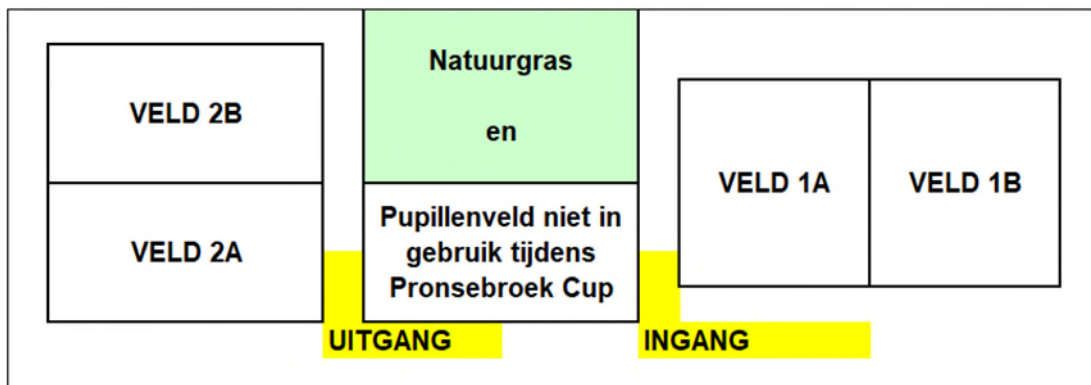 VELD 2B
VELD 2A
Natuurgras
en
Pupillenveld niet in
gebruik tijdens
Pronsebroek Cup
VELD 1A
VELD 1B
UITGANG
INGANG